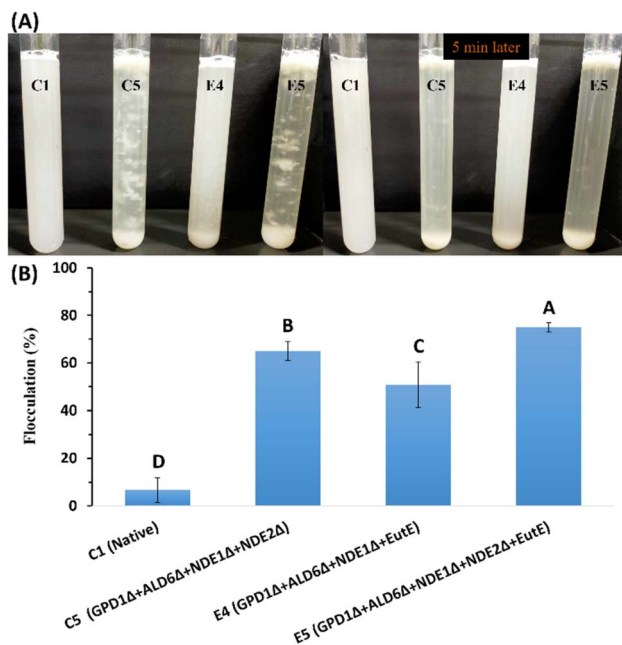 (A)
5 min later
C1 C5 E4 E5 C1 C5 E4 E5
(B)
100
80
60
40
20
0
Flocculation (%)
D
B
C
A
C1 (Native)
C5 (GPD1Δ+ALD6Δ+NDE1Δ+NDE2Δ)
E4 (GPD1Δ+ALD6Δ+NDE1Δ+EutE)
E5 (GPD1Δ+ALD6Δ+NDE1Δ+NDE2Δ+EutE)